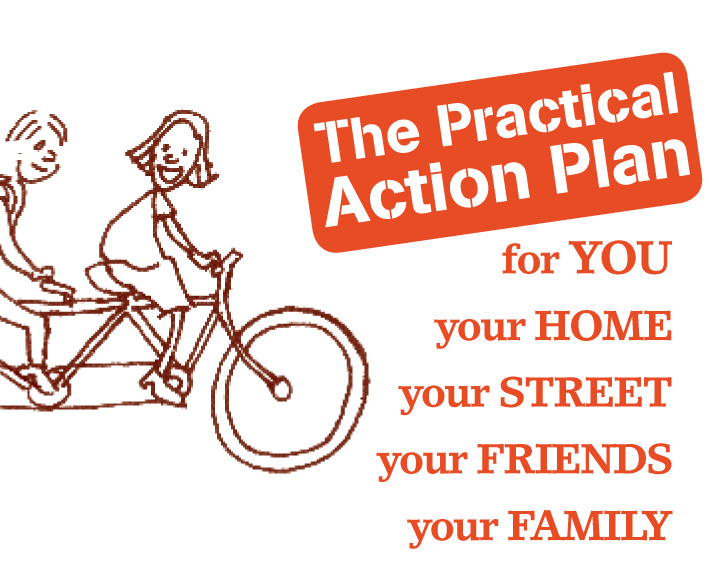 The Practical
Action Plan
for YOU
your HOME
your STREET
your FRIENDS
your FAMILY